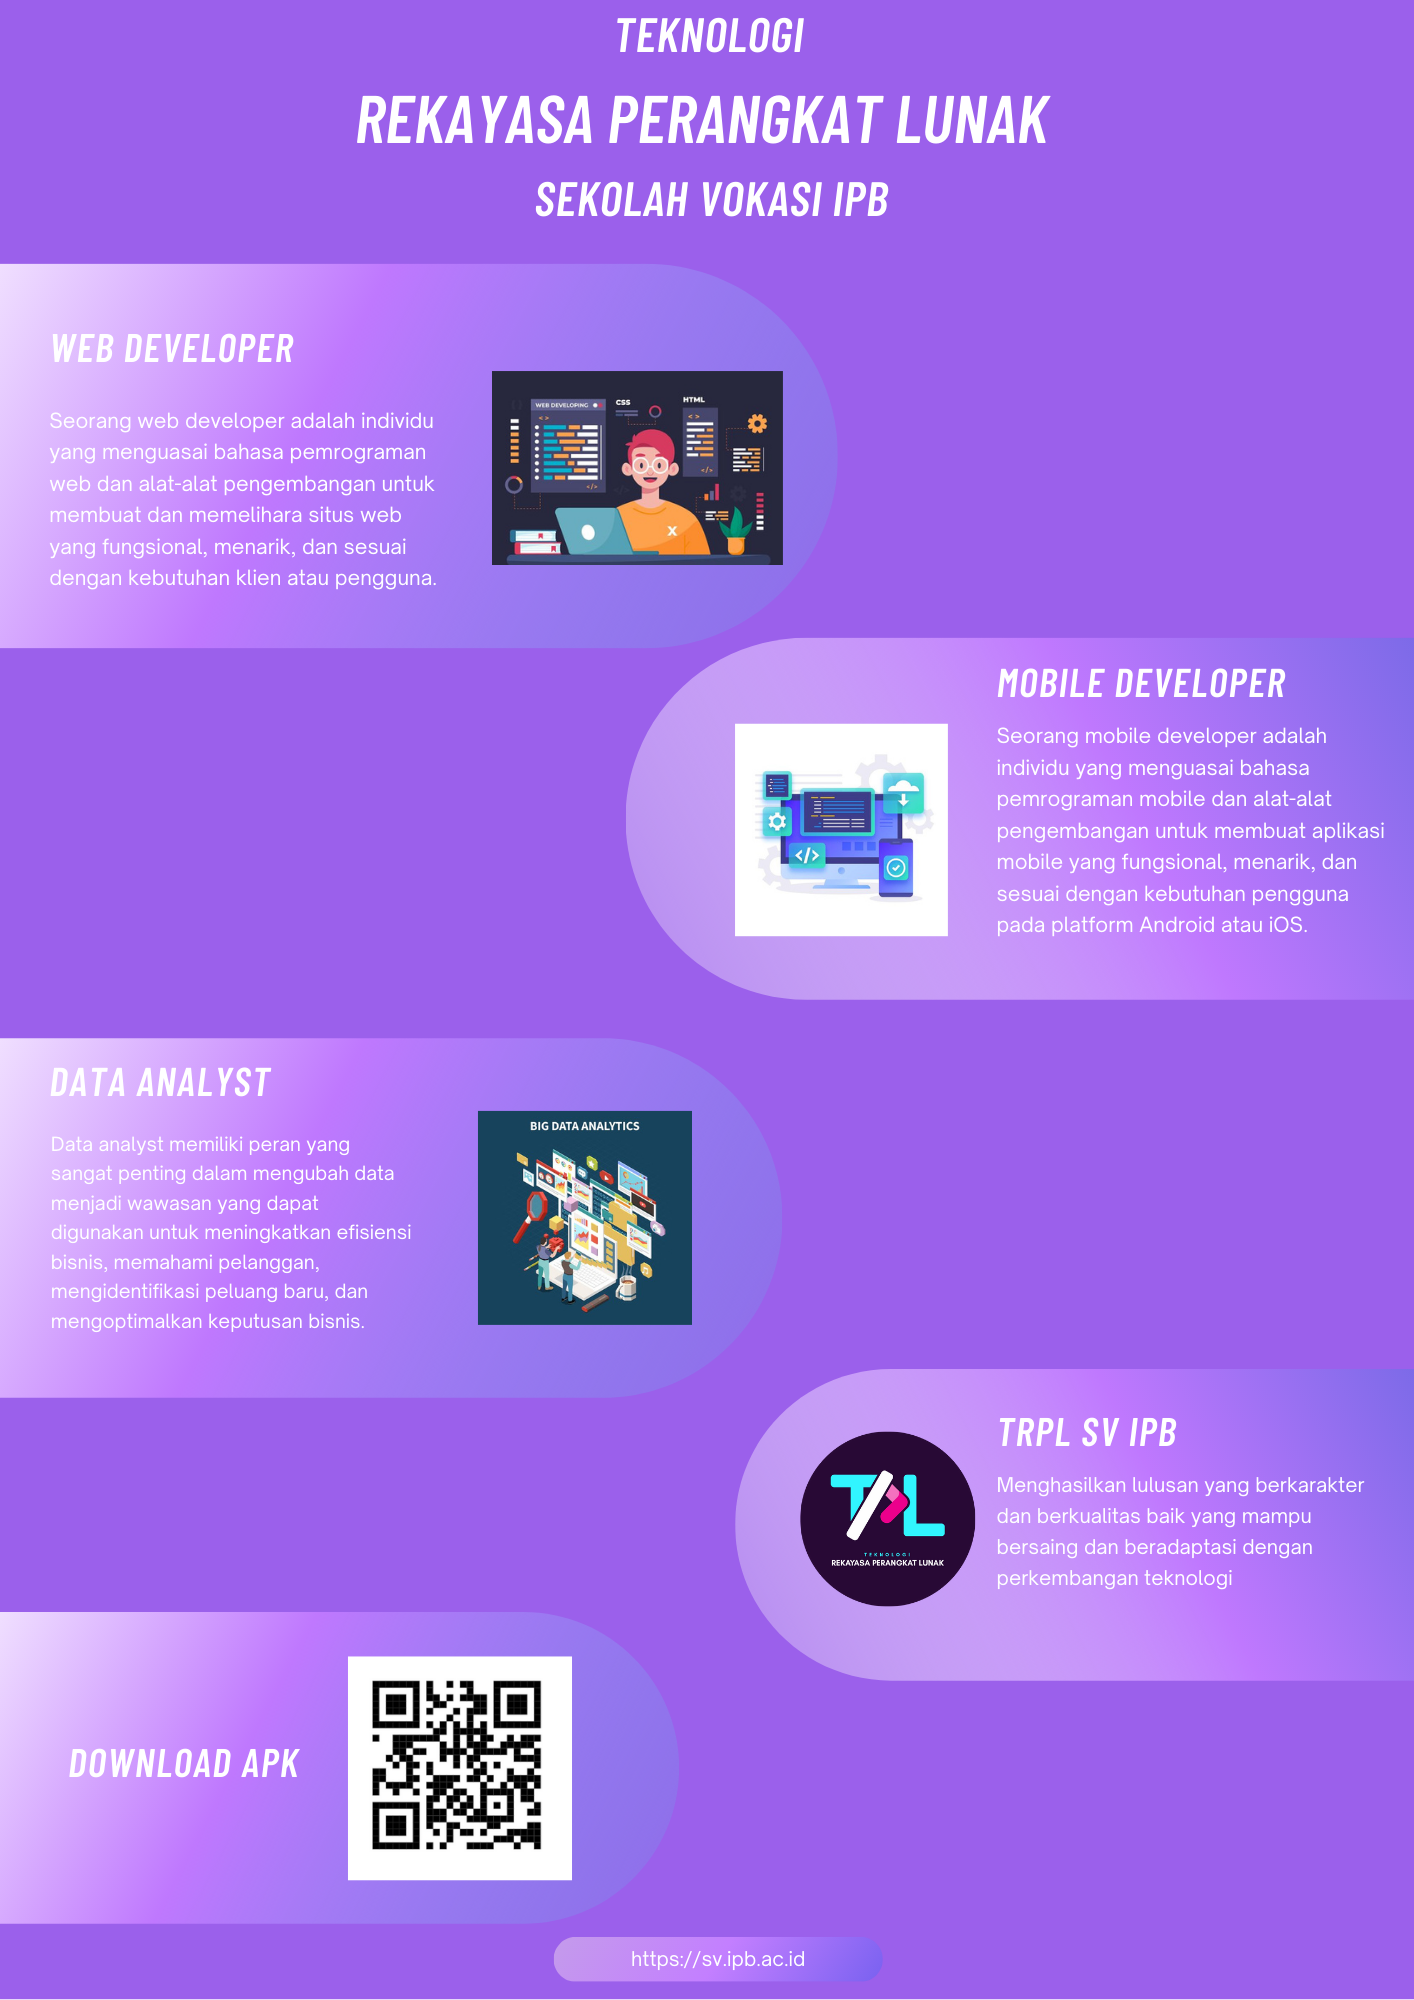 TEKNOLOGI
REKAYASA PERANGKAT LUNAK
SEKOLAH VOKASI IPB
WEB DEVELOPER
Seorang web developer adalah individu
yang menguasai bahasa pemrograman
web dan alat-alat pengembangan untuk
membuat dan memelihara situs web
yang fungsional, menarik, dan sesuai
dengan kebutuhan klien atau pengguna.
WEB DEVELOPING
CSS
HTML
< >
</>
< >
</>
X
MOBILE DEVELOPER
Seorang mobile developer adalah
individu yang menguasai bahasa
pemrograman mobile dan alat-alat
pengembangan untuk membuat aplikasi
mobile yang fungsional, menarik, dan
sesuai dengan kebutuhan pengguna
pada platform Android atau iOS.
</>
DATA ANALYST
Data analyst memiliki peran yang
sangat penting dalam mengubah data
menjadi wawasan yang dapat
digunakan untuk meningkatkan efisiensi
bisnis, memahami pelanggan,
mengidentifikasi peluang baru, dan
mengoptimalkan keputusan bisnis.
BIG DATA ANALYTICS
TRPL SV IPB
Menghasilkan lulusan yang berkarakter
dan berkualitas baik yang mampu
bersaing dan beradaptasi dengan
perkembangan teknologi
TPL
TEKNOLOGI
REKAYASA PERANGKAT LUNAK
DOWNLOAD APK
https://sv.ipb.ac.id